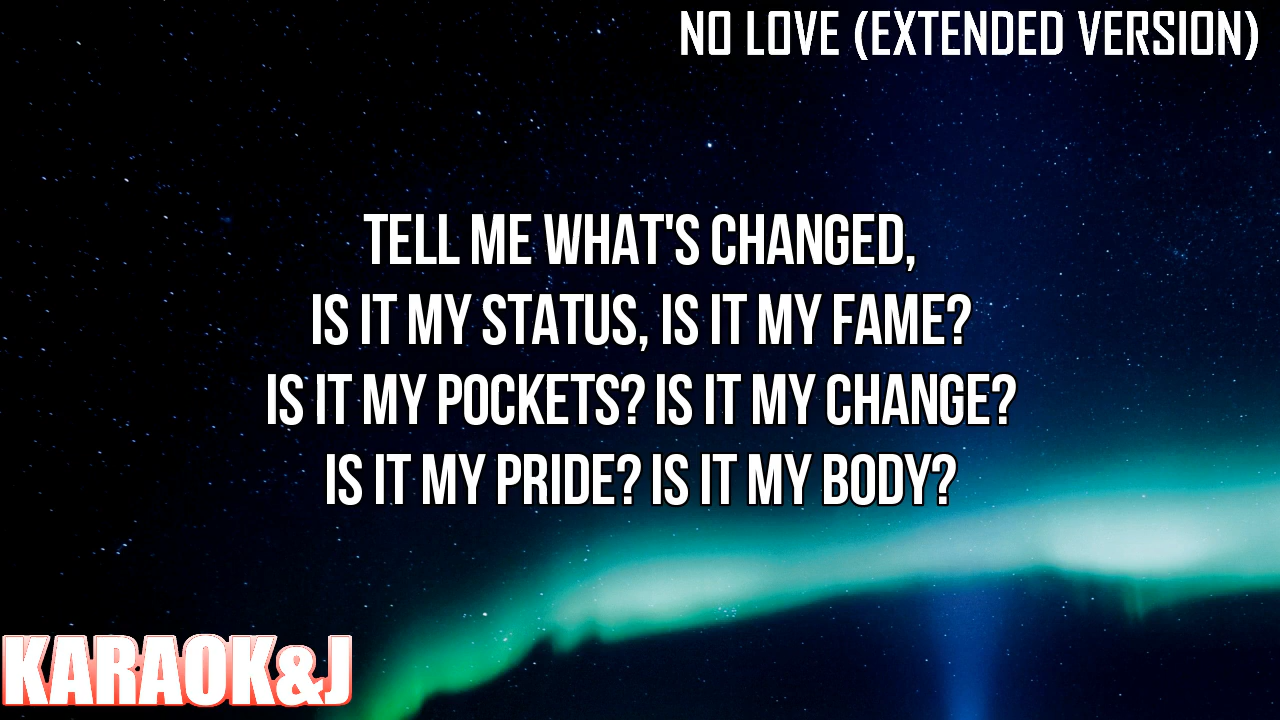 NO LOVE (EXTENDED VERSION)
TELL ME WHAT'S CHANGED,
IS IT MY STATUS, IS IT MY FAME?
IS IT MY POCKETS? IS IT MY CHANGE?
IS IT MY PRIDE? IS IT MY BODY?
KARAOK&J